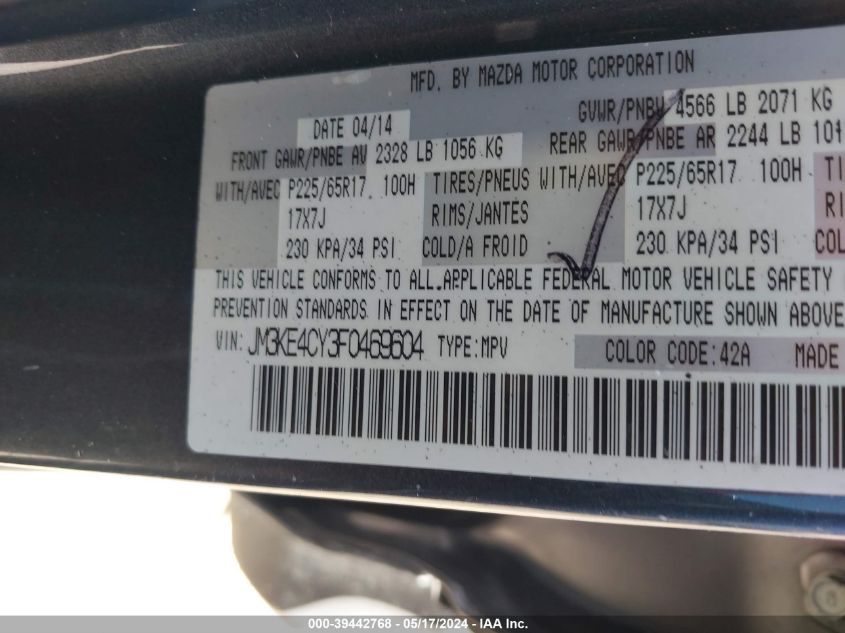 MFD. BY MAZDA MOTOR CORPORATION
DATE 04/14 GVWR/PNBV 4566 LB 2071 KG
FRONT GAWR/PNBE AV 2328 LB 1056 KG REAR GAWR/PNBE AR 2244 LB
WITH/AVEC P225/65R17 100H TIRES/PNEUS WITH/AVEC P225/65R17 100H
17X7J RIMS/JANTES 17X7J
230 KPA/34 PSI COLD/A FROID 230 KPA/34 PSI
THIS VEHICLE CONFORMS TO ALL APPLICABLE FEDERAL MOTOR VEHICLE SAFETY
PREVENTION STANDARDS IN EFFECT ON THE DATE OF MANUFACTURE SHOWN ABOVE
VIN: JM3KE4CY3F0469604 TYPE:MPV COLOR CODE:42A MADE
000-39442768 - 05/17/2024 - IAA Inc.